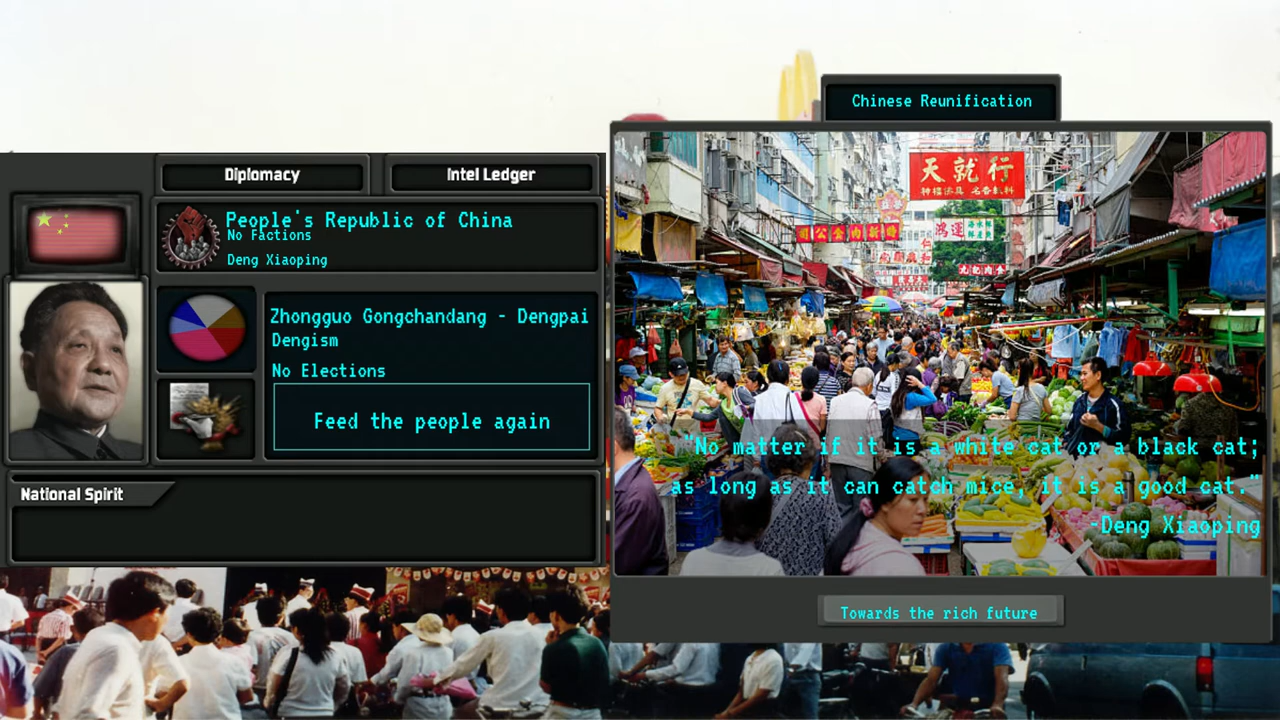 Diplomacy
Intel Ledger
People's Republic of China
No Factions
Deng Xiaoping
Zhongguo Gongchandang - Dengpai
Dengism
No Elections
Feed the people again
National Spirit
Chinese Reunification
天就行
鴻運
"No matter if it is a white cat or a black cat;
as long as it can catch mice, it is a good cat."
-Deng Xiaoping
Towards the rich future